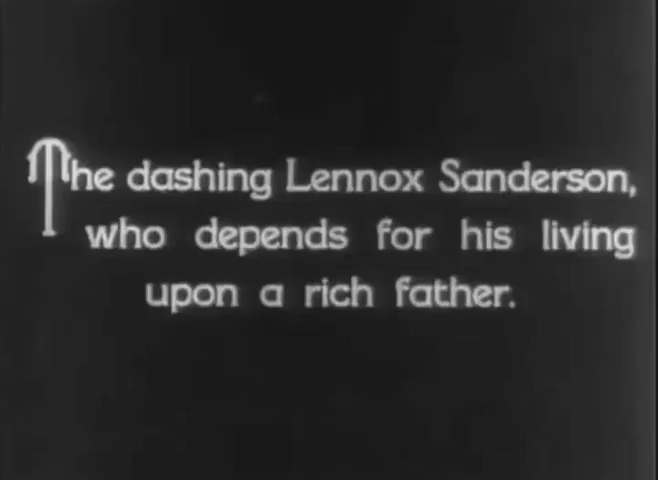 The dashing Lennox Sanderson,
who depends for his living
upon a rich father.